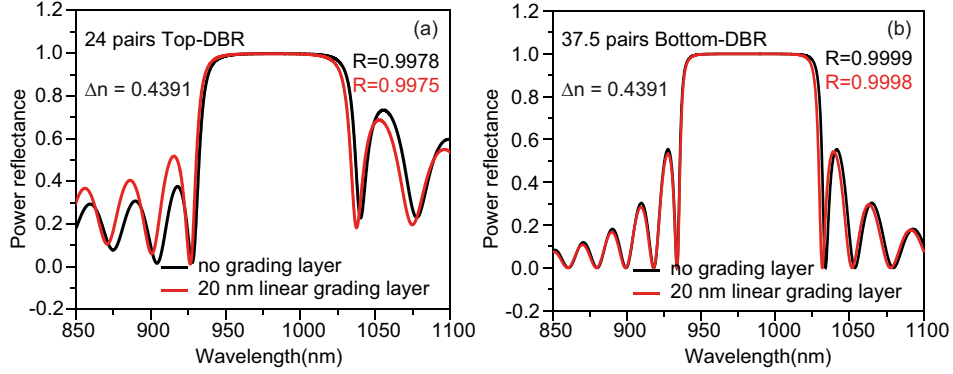 (a)
24 pairs Top-DBR
R=0.9978
Δn = 0.4391
R=0.9975
no grading layer
20 nm linear grading layer
Power reflectance
1.2
1.0
0.8
0.6
0.4
0.2
0.0
-0.2
850 900 950 1000 1050 1100
Wavelength(nm)
(b)
37.5 pairs Bottom-DBR
R=0.9999
Δn = 0.4391
R=0.9998
no grading layer
20 nm linear grading layer
Power reflectance
1.2
1.0
0.8
0.6
0.4
0.2
0.0
-0.2
850 900 950 1000 1050 1100
Wavelength(nm)